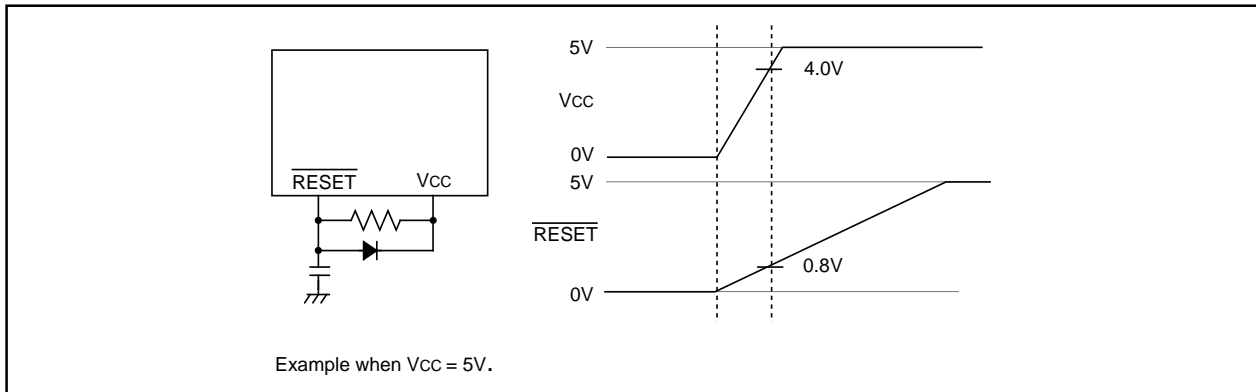 RESET VCC
5V
4.0V
VCC
0V
5V
RESET
0.8V
0V
Example when VCC = 5V.